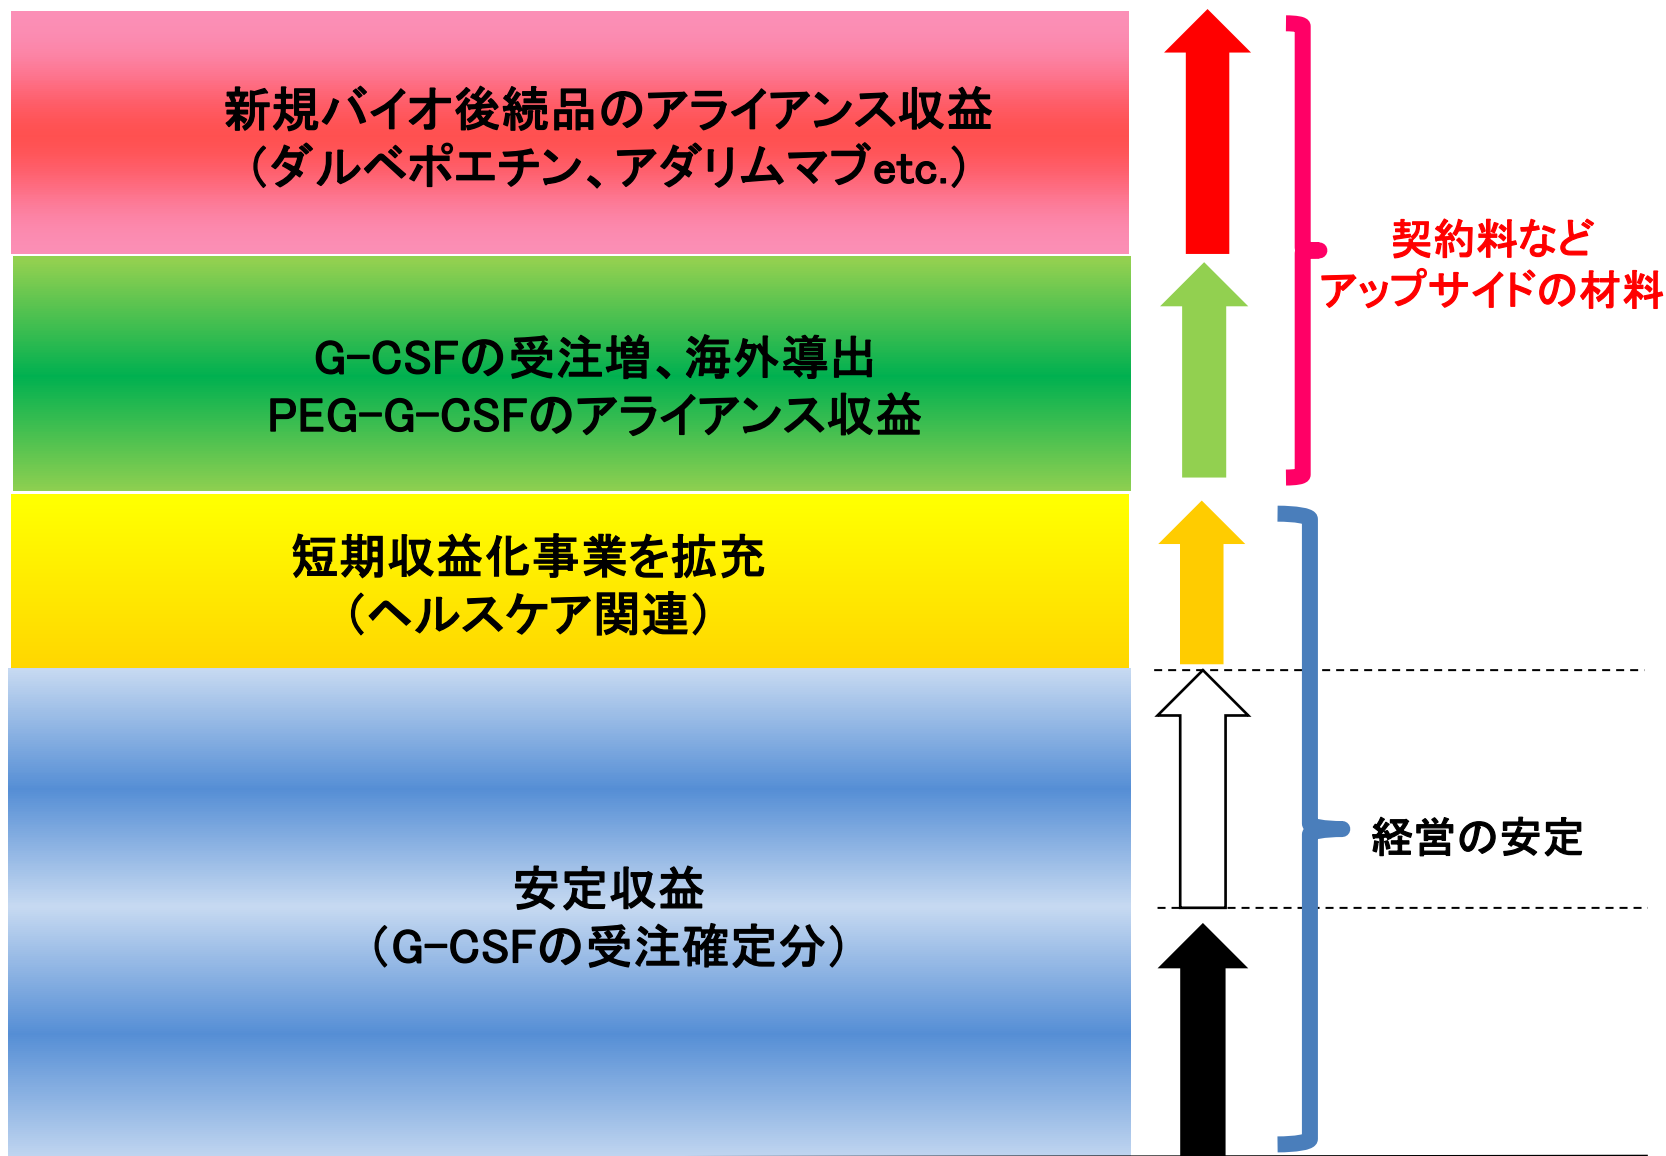 新規バイオ後続品のアライアンス収益
（ダルベポエチン、アダリムマブetc.）
契約料など
アップサイドの材料
G-CSFの受注増、海外導出
PEG-G-CSFのアライアンス収益
短期収益化事業を拡充
（ヘルスケア関連）
経営の安定
安定収益
（G-CSFの受注確定分）